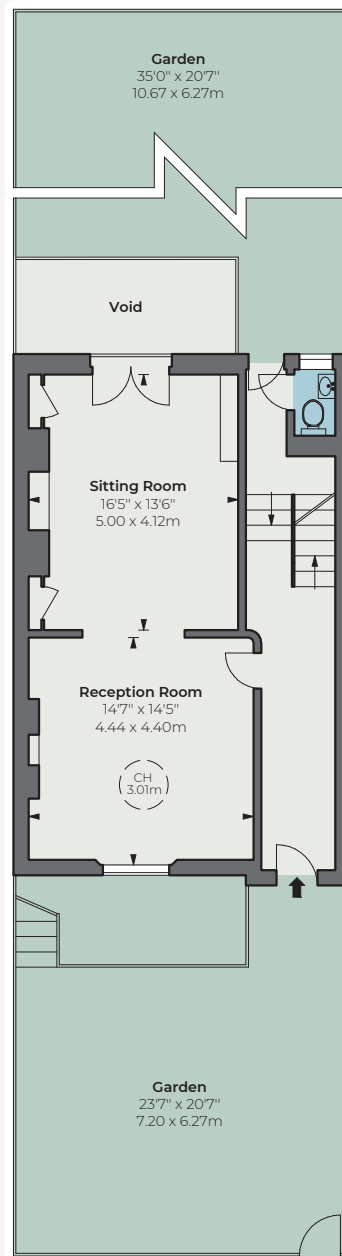 Garden
35'0" x 20'7"
10.67 x 6.27m
Void
Sitting Room
16'5" x 13'6"
5.00 x 4.12m
Reception Room
14'7" x 14'5"
4.44 x 4.40m
CH
3.01m
Garden
23'7" x 20'7"
7.20 x 6.27m